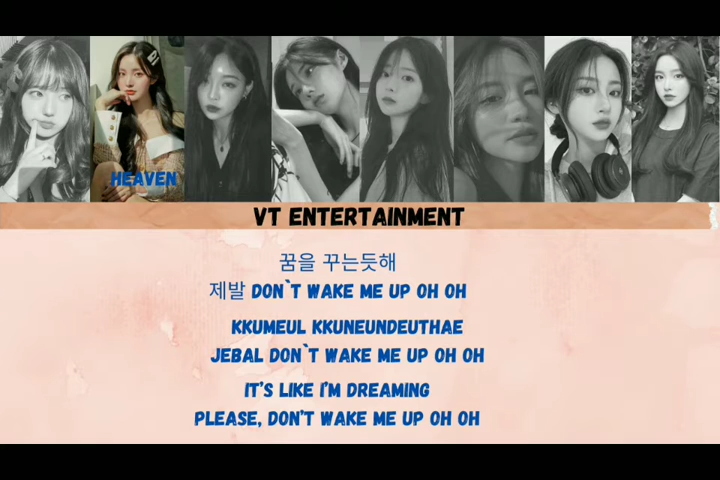 HEAVEN
VT ENTERTAINMENT
꿈을 꾸는듯해
제발 DON`T WAKE ME UP OH OH
KKUMEUL KKUNEUNDEUTHAE
JEBAL DON`T WAKE ME UP OH OH
IT'S LIKE I'M DREAMING
PLEASE, DON'T WAKE ME UP OH OH